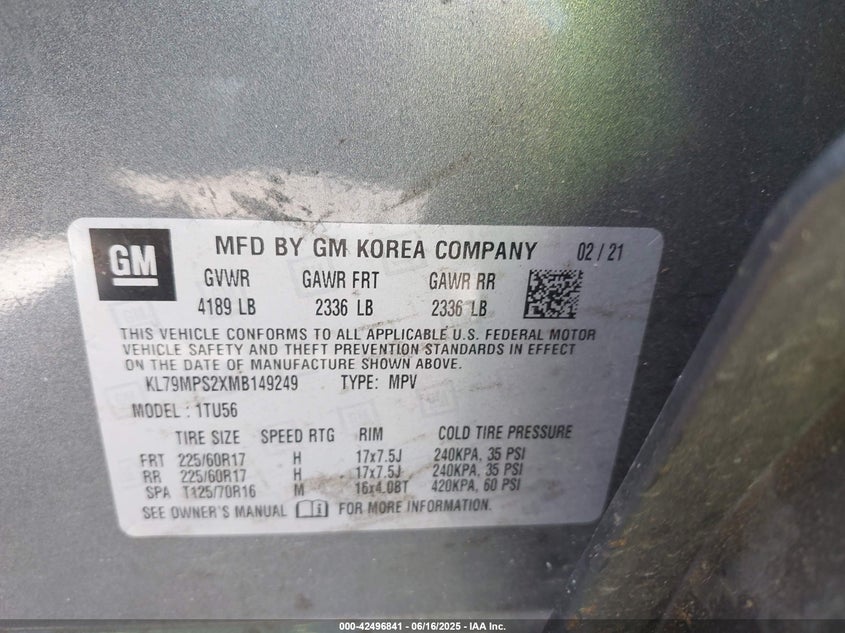 GM
MFD BY GM KOREA COMPANY 02 / 21
GVWR GAWR FRT GAWR RR
4189 LB 2336 LB 2336 LB
THIS VEHICLE CONFORMS TO ALL APPLICABLE U.S. FEDERAL MOTOR
VEHICLE SAFETY AND THEFT PREVENTION STANDARDS IN EFFECT
ON THE DATE OF MANUFACTURE SHOWN ABOVE.
KL79MPS2XMB149249 TYPE: MPV
MODEL : 1TU56
TIRE SIZE SPEED RTG RIM COLD TIRE PRESSURE
FRT 225/60R17 H 17x7.5J 240KPA, 35 PSI
RR 225/60R17 H 17x7.5J 240KPA, 35 PSI
SPA T125/70R16 M 16x4.0BT 420KPA, 60 PSI
SEE OWNER'S MANUAL FOR MORE INFORMATION
000-42496841 - 06/16/2025 - IAA Inc.